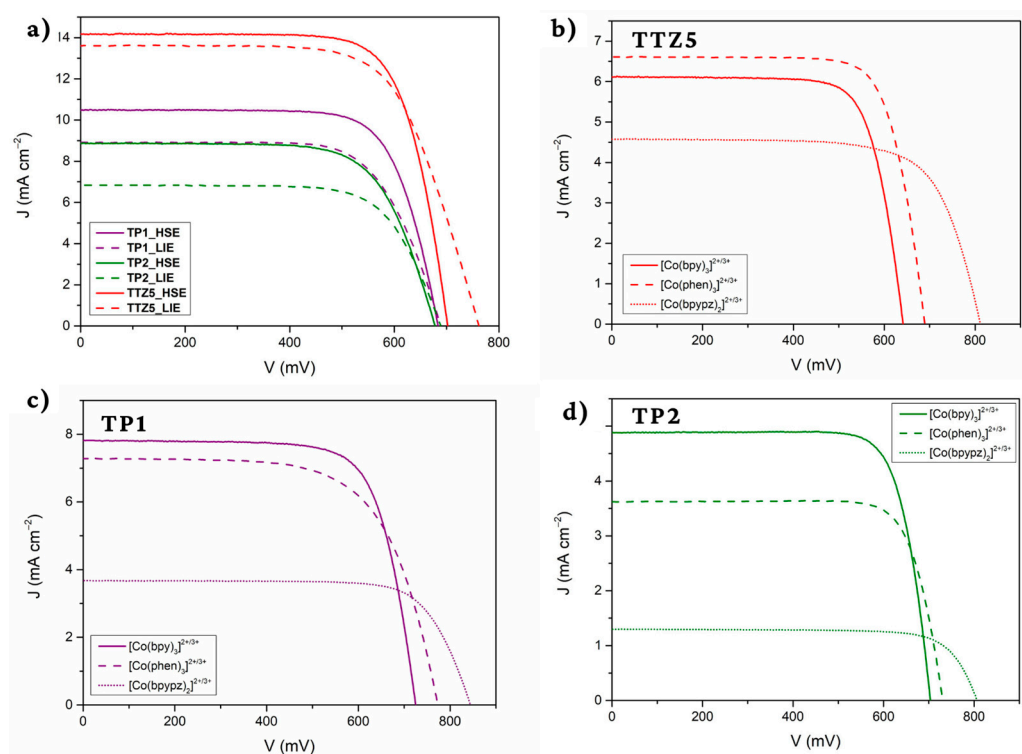 a)
14
12
10
8
6
4
2
0
J (mA cm⁻²)
TP1_HSE
TP1_LIE
TP2_HSE
TP2_LIE
TTZ5_HSE
TTZ5_LIE
0 200 400 600 800
V (mV)
b)
TTZ5
7
6
5
4
3
2
1
0
J (mA cm⁻²)
[Co(bpy)₃]²⁺/³⁺
[Co(phen)₃]²⁺/³⁺
[Co(bpypz)₂]²⁺/³⁺
0 200 400 600 800
V (mV)
c)
TP1
8
6
4
2
0
J (mA cm⁻²)
[Co(bpy)₃]²⁺/³⁺
[Co(phen)₃]²⁺/³⁺
[Co(bpypz)₂]²⁺/³⁺
0 200 400 600 800
V (mV)
d)
TP2
[Co(bpy)₃]²⁺/³⁺
[Co(phen)₃]²⁺/³⁺
[Co(bpypz)₂]²⁺/³⁺
4
3
2
1
0
J (mA cm⁻²)
0 200 400 600 800
V (mV)